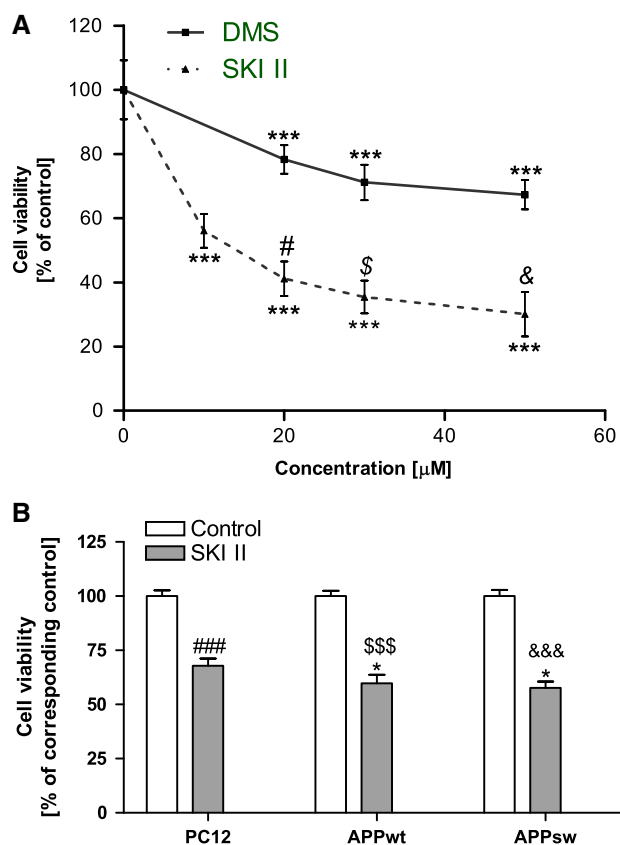 A
DMS
SKI II
Cell viability
[% of control]
120
100
80
60
40
20
0
***
***
***
***
#
***
$
***
&
***
0
20
40
60
Concentration [µM]
B
Control
SKI II
Cell viability
[% of corresponding control]
125
100
75
50
25
0
###
$$$
*
&&&
*
PC12
APPwt
APPsw